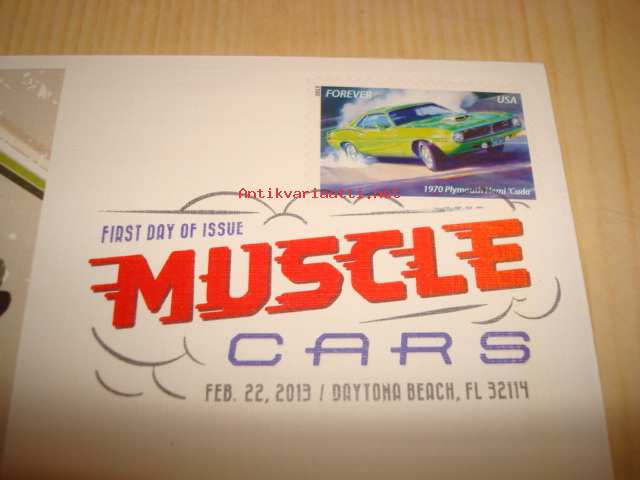 2013
FOREVER USA
1970 Plymouth Hemi 'Cuda
Antikvariaatti.net
FIRST DAY OF ISSUE
MUSCLE
CARS
FEB. 22, 2013 / DAYTONA BEACH, FL 32114